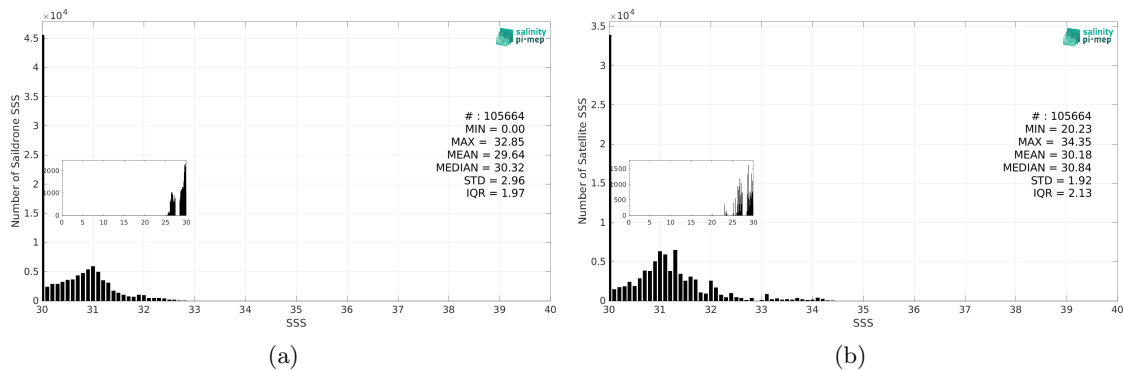 ×10⁴
4.5
4
3.5
3
2.5
2
1.5
1
0.5
0
Number of Saildrone SSS
30 31 32 33 34 35 36 37 38 39 40
SSS
salinity
pi-mep
# : 105664
MIN = 0.00
MAX = 32.85
MEAN = 29.64
MEDIAN = 30.32
STD = 2.96
IQR = 1.97
2000
1000
0
0 5 10 15 20 25 30
(a)
×10⁴
3.5
3
2.5
2
1.5
1
0.5
0
Number of Satellite SSS
30 31 32 33 34 35 36 37 38 39 40
SSS
salinity
pi-mep
# : 105664
MIN = 20.23
MAX = 34.35
MEAN = 30.18
MEDIAN = 30.84
STD = 1.92
IQR = 2.13
1500
1000
500
0
0 5 10 15 20 25 30
(b)